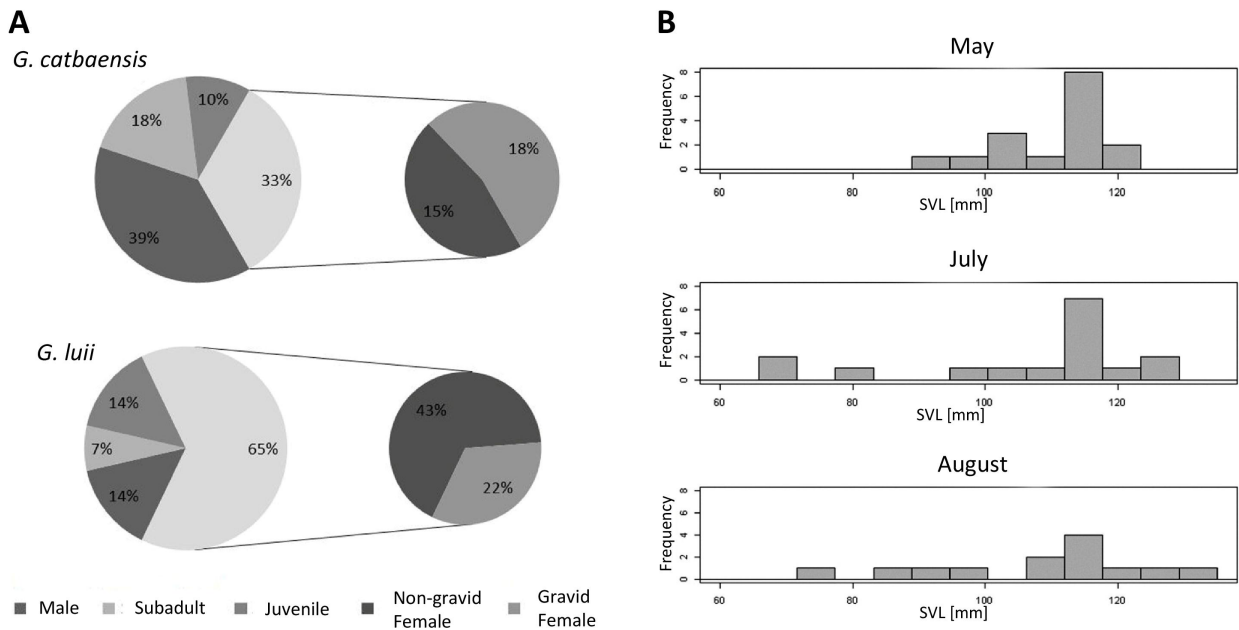 A
G. catbaensis
10%
18%
33%
39%
18%
15%
G. luii
14%
7%
65%
14%
43%
22%
Male
Subadult
Juvenile
Non-gravid
Female
Gravid
Female
B
May
Frequency
0 2 4 6 8
60 80 100 120
SVL [mm]
July
Frequency
0 2 4 6 8
60 80 100 120
SVL [mm]
August
Frequency
0 2 4 6 8
60 80 100 120
SVL [mm]